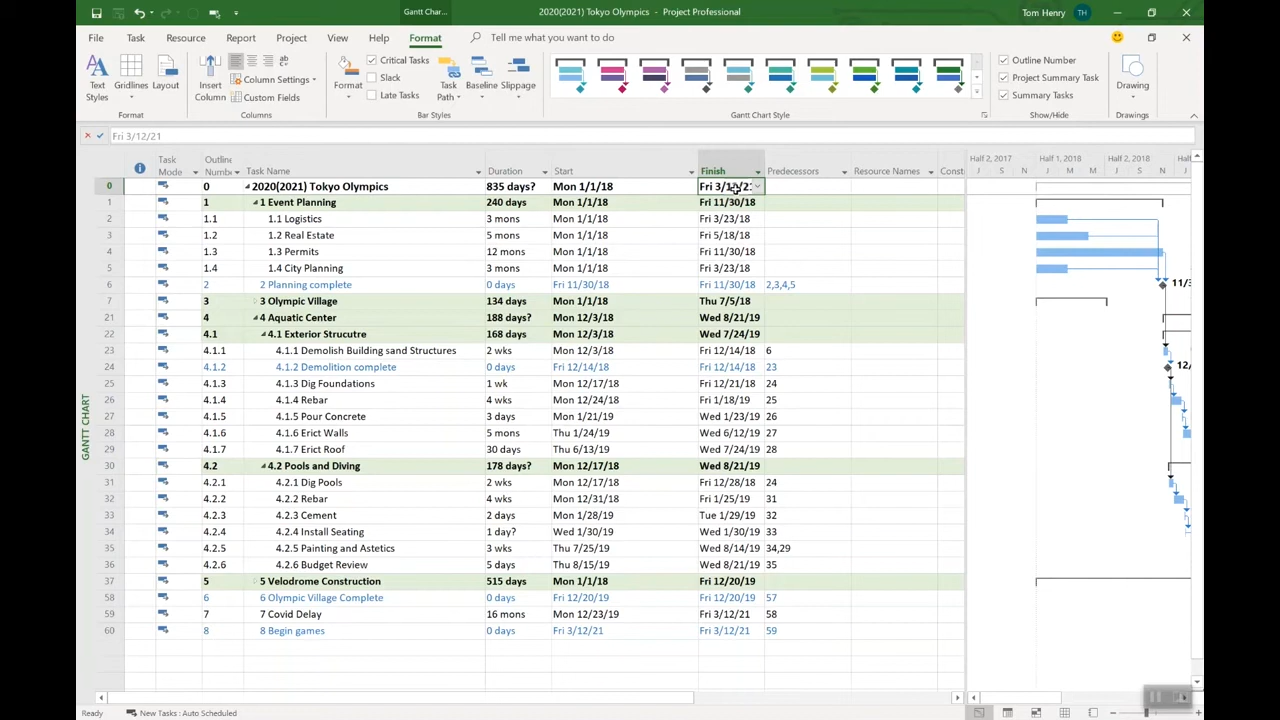 Gantt Char...
2020(2021) Tokyo Olympics - Project Professional
Tom Henry
TH
File Task Resource Report Project View Help Format Tell me what you want to do
Text Styles
Gridlines
Layout
Format
Insert Column
ab
Column Settings
Custom Fields
Columns
Format
Critical Tasks
Slack
Late Tasks
Task Path
Baseline
Slippage
Bar Styles
Gantt Chart Style
Outline Number
Project Summary Task
Summary Tasks
Show/Hide
Drawing
Drawings
Fri 3/12/21
Task Mode
Outline
Task Name
Duration
Start
Finish
Predecessors
Resource Names
Const
Half 2, 2017 Half 1, 2018 Half 2, 2018
J S N J M M J S N J
0 0 2020(2021) Tokyo Olympics 835 days? Mon 1/1/18 Fri 3/12/21
1 1 1 Event Planning 240 days Mon 1/1/18 Fri 11/30/18
2 1.1 1.1 Logistics 3 mons Mon 1/1/18 Fri 3/23/18
3 1.2 1.2 Real Estate 5 mons Mon 1/1/18 Fri 5/18/18
4 1.3 1.3 Permits 12 mons Mon 1/1/18 Fri 11/30/18
5 1.4 1.4 City Planning 3 mons Mon 1/1/18 Fri 3/23/18
6 2 2 Planning complete 0 days Fri 11/30/18 Fri 11/30/18 2,3,4,5 11/3
7 3 3 Olympic Village 134 days Mon 1/1/18 Thu 7/5/18
21 4 4 Aquatic Center 188 days? Mon 12/3/18 Wed 8/21/19
22 4.1 4.1 Exterior Strucutre 168 days Mon 12/3/18 Wed 7/24/19
23 4.1.1 4.1.1 Demolish Building sand Structures 2 wks Mon 12/3/18 Fri 12/14/18 6
24 4.1.2 4.1.2 Demolition complete 0 days Fri 12/14/18 Fri 12/14/18 23 12/
25 4.1.3 4.1.3 Dig Foundations 1 wk Mon 12/17/18 Fri 12/21/18 24
26 4.1.4 4.1.4 Rebar 4 wks Mon 12/24/18 Fri 1/18/19 25
27 4.1.5 4.1.5 Pour Concrete 3 days Mon 1/21/19 Wed 1/23/19 26
28 4.1.6 4.1.6 Erict Walls 5 mons Thu 1/24/19 Wed 6/12/19 27
29 4.1.7 4.1.7 Erict Roof 30 days Thu 6/13/19 Wed 7/24/19 28
30 4.2 4.2 Pools and Diving 178 days? Mon 12/17/18 Wed 8/21/19
31 4.2.1 4.2.1 Dig Pools 2 wks Mon 12/17/18 Fri 12/28/18 24
32 4.2.2 4.2.2 Rebar 4 wks Mon 12/31/18 Fri 1/25/19 31
33 4.2.3 4.2.3 Cement 2 days Mon 1/28/19 Tue 1/29/19 32
34 4.2.4 4.2.4 Install Seating 1 day? Wed 1/30/19 Wed 1/30/19 33
35 4.2.5 4.2.5 Painting and Astetics 3 wks Thu 7/25/19 Wed 8/14/19 34,29
36 4.2.6 4.2.6 Budget Review 5 days Thu 8/15/19 Wed 8/21/19 35
37 5 5 Velodrome Construction 515 days Mon 1/1/18 Fri 12/20/19
58 6 6 Olympic Village Complete 0 days Fri 12/20/19 Fri 12/20/19 57
59 7 7 Covid Delay 16 mons Mon 12/23/19 Fri 3/12/21 58
60 8 8 Begin games 0 days Fri 3/12/21 Fri 3/12/21 59
GANTT CHART
Ready New Tasks : Auto Scheduled